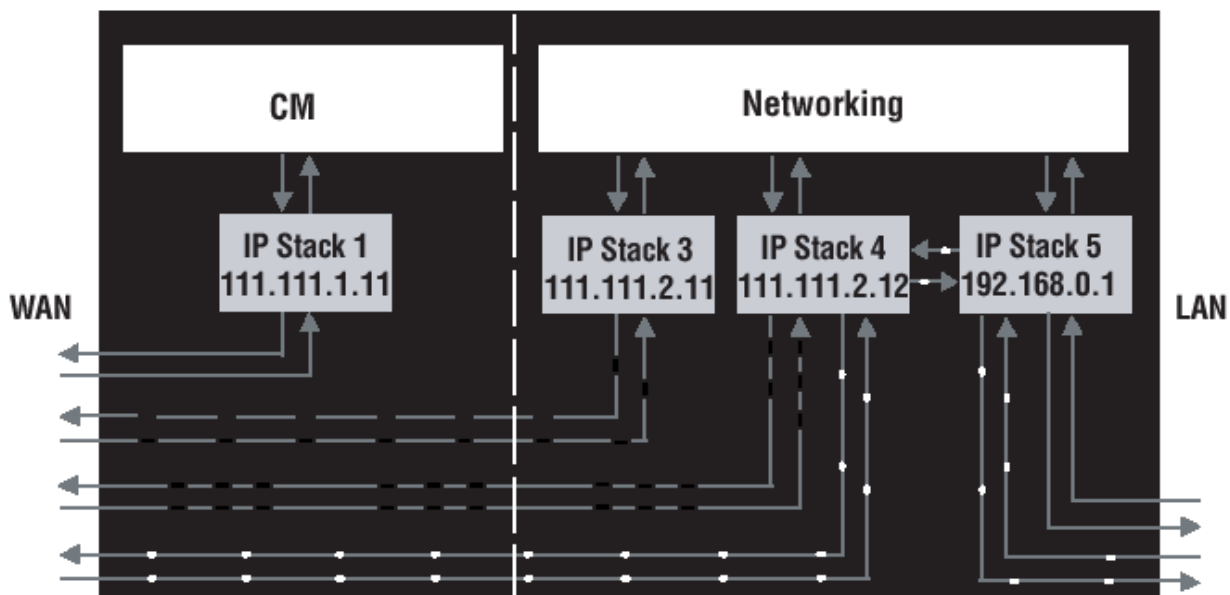 CM
Networking
IP Stack 1
111.111.1.11
IP Stack 3
111.111.2.11
IP Stack 4
111.111.2.12
IP Stack 5
192.168.0.1
WAN
LAN